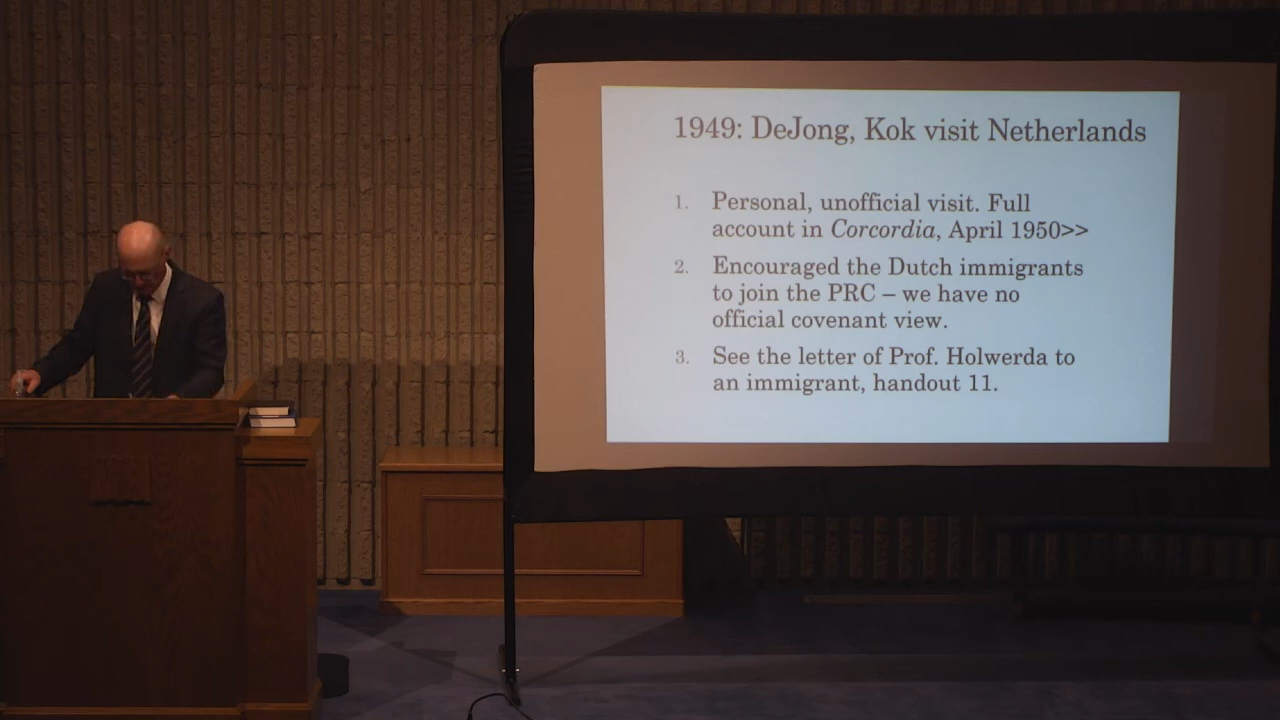 1949: DeJong, Kok visit Netherlands
1. Personal, unofficial visit. Full
account in Corcordia, April 1950>>
2. Encouraged the Dutch immigrants
to join the PRC – we have no
official covenant view.
3. See the letter of Prof. Holwerda to
an immigrant, handout 11.